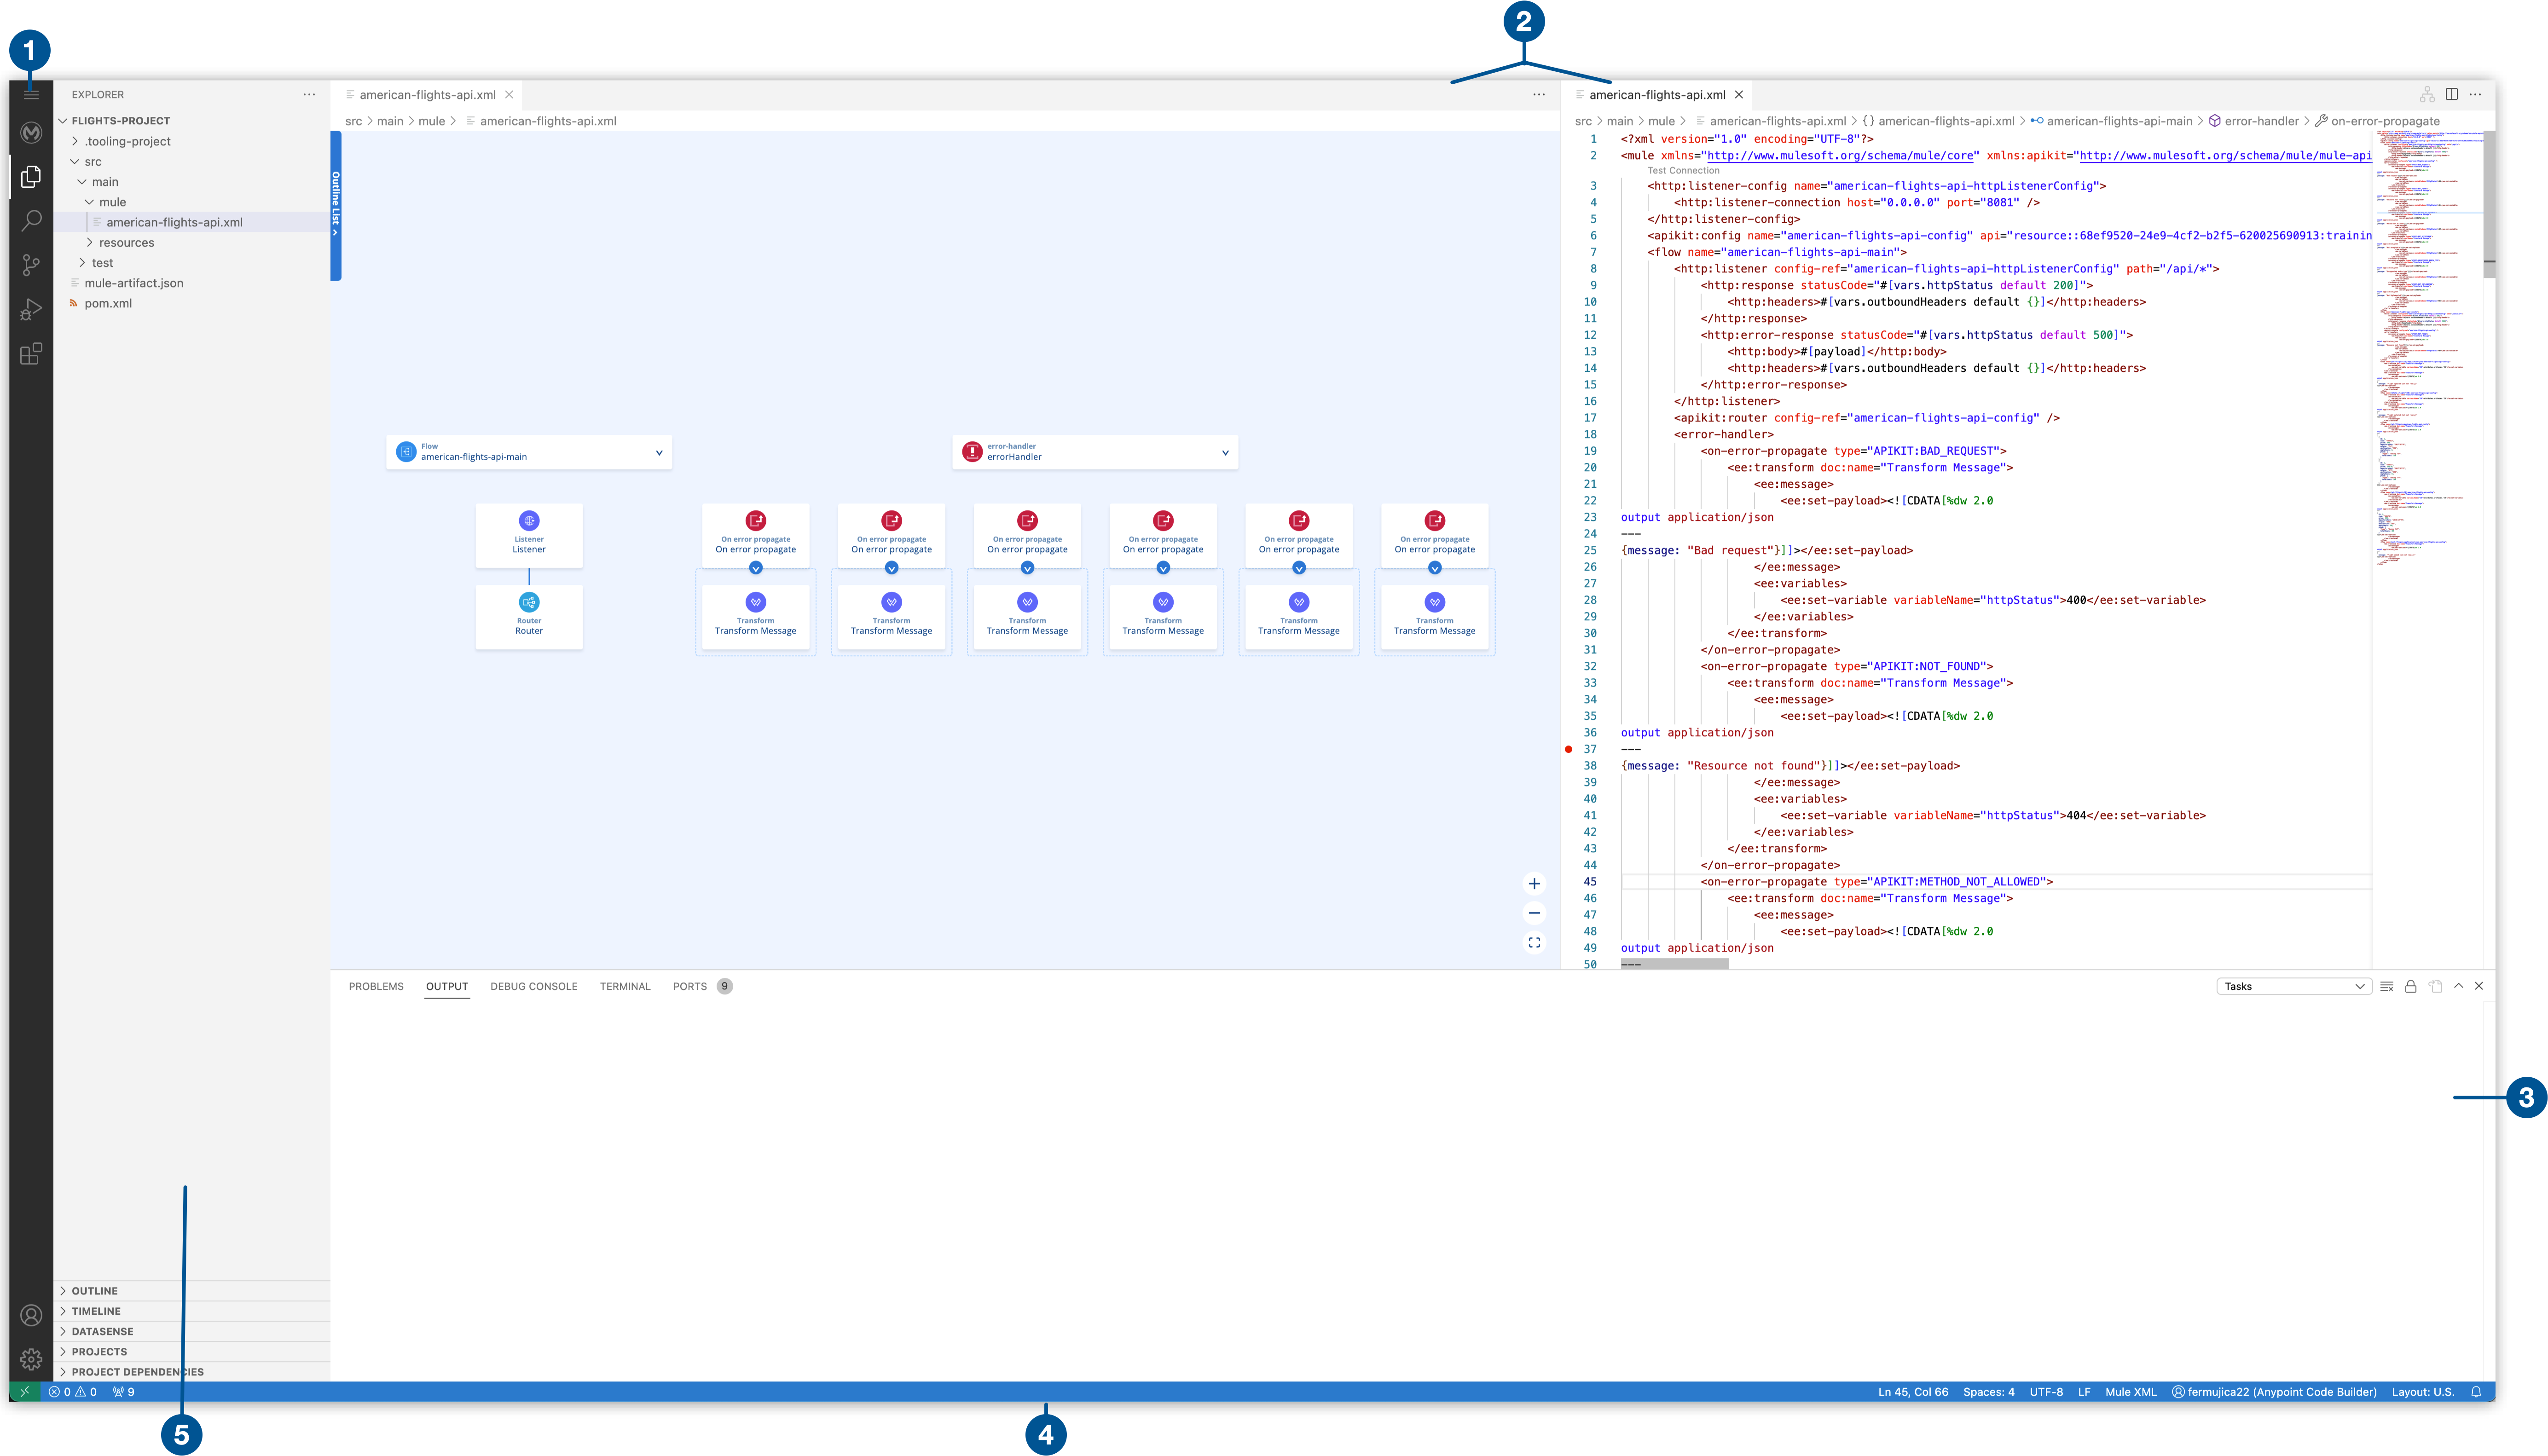 1
2
EXPLORER
FLIGHTS-PROJECT
.tooling-project
src
main
mule
american-flights-api.xml
resources
test
mule-artifact.json
pom.xml
OUTLINE
TIMELINE
DATASENSE
PROJECTS
PROJECT DEPENDENCIES
american-flights-api.xml
src > main > mule > american-flights-api.xml
Outline List
Flow
american-flights-api-main
error-handler
errorHandler
Listener
Listener
Router
Router
On error propagate
On error propagate
Transform
Transform Message
On error propagate
On error propagate
Transform
Transform Message
On error propagate
On error propagate
Transform
Transform Message
On error propagate
On error propagate
Transform
Transform Message
On error propagate
On error propagate
Transform
Transform Message
On error propagate
On error propagate
Transform
Transform Message
american-flights-api.xml
src > main > mule > american-flights-api.xml > {} american-flights-api.xml > american-flights-api-main > error-handler > on-error-propagate
1 <?xml version="1.0" encoding="UTF-8"?>
2 <mule xmlns="http://www.mulesoft.org/schema/mule/core" xmlns:apikit="http://www.mulesoft.org/schema/mule/mule-api
Test Connection
3 <http:listener-config name="american-flights-api-httpListenerConfig">
4 <http:listener-connection host="0.0.0.0" port="8081" />
5 </http:listener-config>
6 <apikit:config name="american-flights-api-config" api="resource::68ef9520-24e9-4cf2-b2f5-620025690913:trainin
7 <flow name="american-flights-api-main">
8 <http:listener config-ref="american-flights-api-httpListenerConfig" path="/api/*">
9 <http:response statusCode="#[vars.httpStatus default 200]">
10 <http:headers>#[vars.outboundHeaders default {}]</http:headers>
11 </http:response>
12 <http:error-response statusCode="#[vars.httpStatus default 500]">
13 <http:body>#[payload]</http:body>
14 <http:headers>#[vars.outboundHeaders default {}]</http:headers>
15 </http:error-response>
16 </http:listener>
17 <apikit:router config-ref="american-flights-api-config" />
18 <error-handler>
19 <on-error-propagate type="APIKIT:BAD_REQUEST">
20 <ee:transform doc:name="Transform Message">
21 <ee:message>
22 <ee:set-payload><![CDATA[%dw 2.0
23 output application/json
24 ---
25 {message: "Bad request"}]]></ee:set-payload>
26 </ee:message>
27 <ee:variables>
28 <ee:set-variable variableName="httpStatus">400</ee:set-variable>
29 </ee:variables>
30 </ee:transform>
31 </on-error-propagate>
32 <on-error-propagate type="APIKIT:NOT_FOUND">
33 <ee:transform doc:name="Transform Message">
34 <ee:message>
35 <ee:set-payload><![CDATA[%dw 2.0
36 output application/json
37 ---
38 {message: "Resource not found"}]]></ee:set-payload>
39 </ee:message>
40 <ee:variables>
41 <ee:set-variable variableName="httpStatus">404</ee:set-variable>
42 </ee:variables>
43 </ee:transform>
44 </on-error-propagate>
45 <on-error-propagate type="APIKIT:METHOD_NOT_ALLOWED">
46 <ee:transform doc:name="Transform Message">
47 <ee:message>
48 <ee:set-payload><![CDATA[%dw 2.0
49 output application/json
50 ---
PROBLEMS OUTPUT DEBUG CONSOLE TERMINAL PORTS 9
Tasks
3
0 0 9
Ln 45, Col 66 Spaces: 4 UTF-8 LF Mule XML fermujica22 (Anypoint Code Builder) Layout: U.S.
5
4